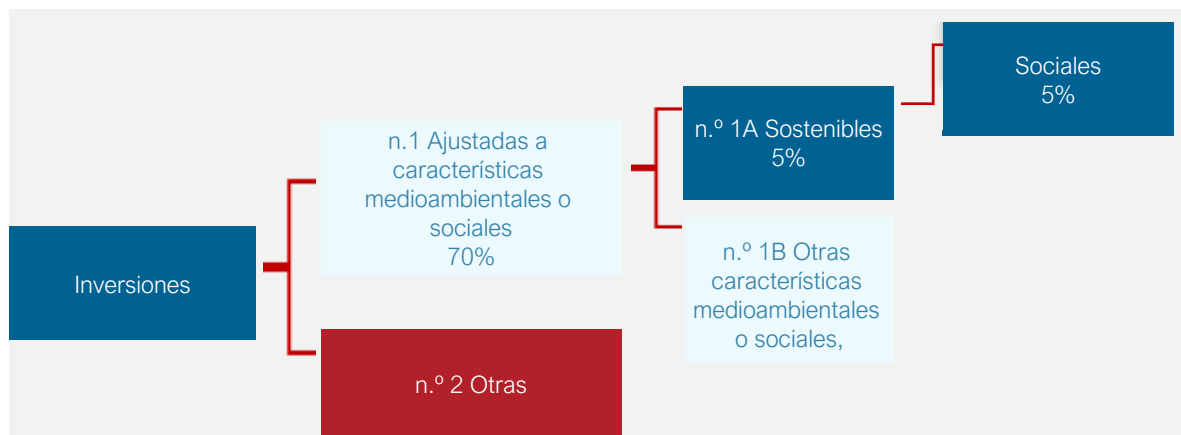 Inversiones
n.1 Ajustadas a
características
medioambientales o
sociales
70%
n.º 2 Otras
n.º 1A Sostenibles
5%
n.º 1B Otras
características
medioambientales
o sociales,
Sociales
5%